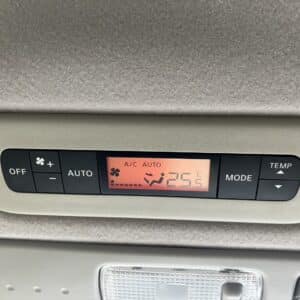 A/C AUTO
TEMP
OFF
+
-
AUTO
25
MODE